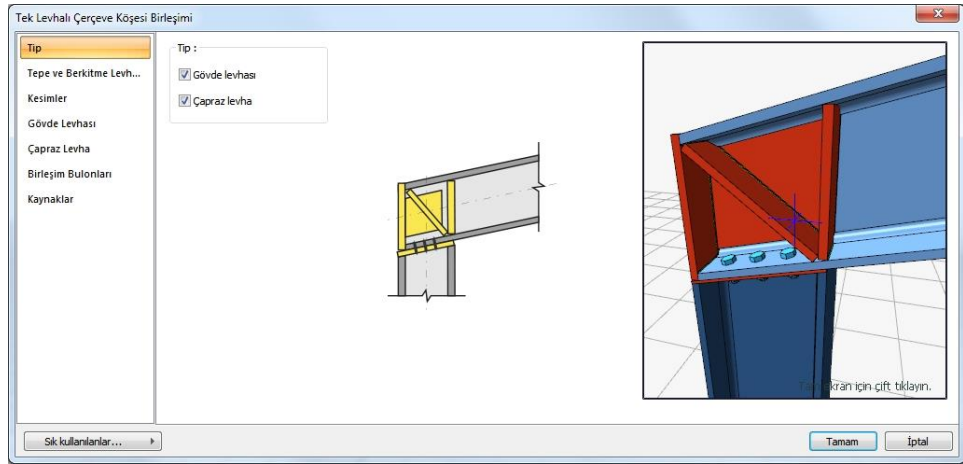 Tek Levhalı Çerçeve Köşesi Birleşimi
Tip
Tepe ve Berkitme Levh...
Kesimler
Gövde Levhası
Çapraz Levha
Birleşim Bulonları
Kaynaklar
Tip :
Gövde levhası
Çapraz levha
ekran için çift tıklayın.
Sık kullanılanlar...
Tamam
İptal